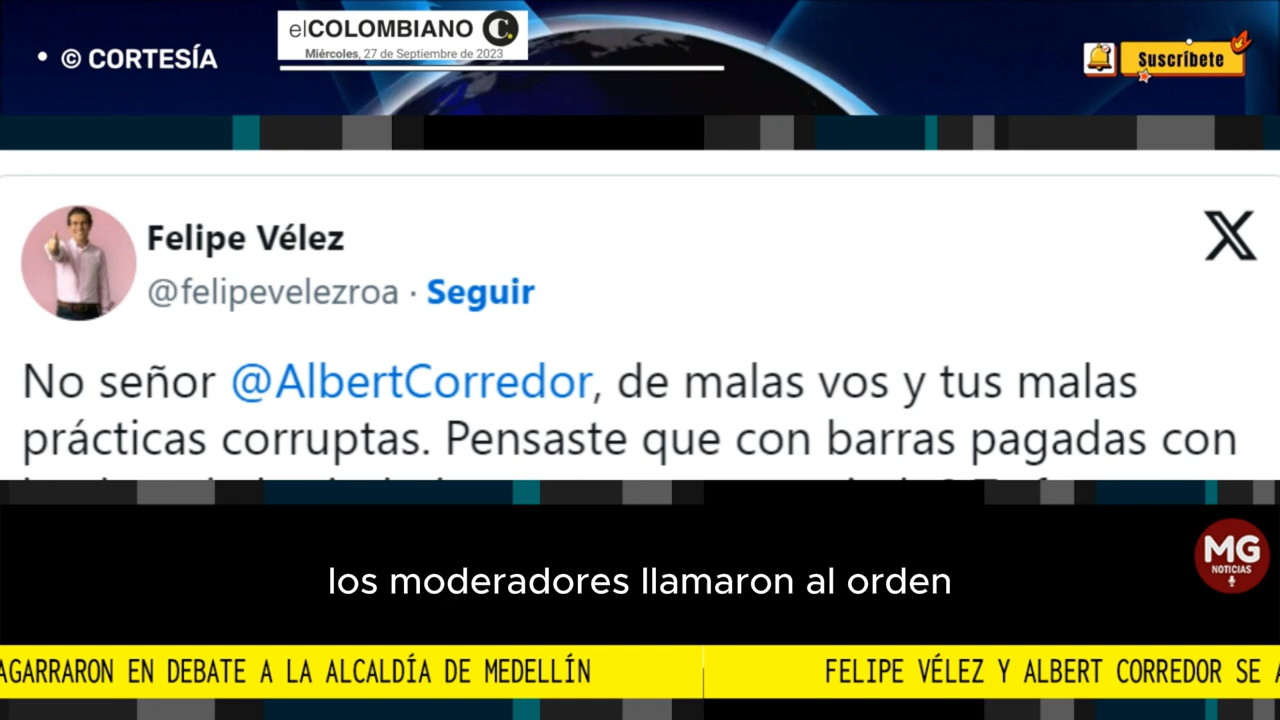 • © CORTESÍA
elCOLOMBIANO C.
Miércoles, 27 de Septiembre de 2023
Suscríbete
Felipe Vélez
@felipevelezroa · Seguir
No señor @AlbertCorredor, de malas vos y tus malas
prácticas corruptas. Pensaste que con barras pagadas con
los moderadores llamaron al orden
MG
NOTICIAS
AGARRARON EN DEBATE A LA ALCALDÍA DE MEDELLÍN
FELIPE VÉLEZ Y ALBERT CORREDOR SE